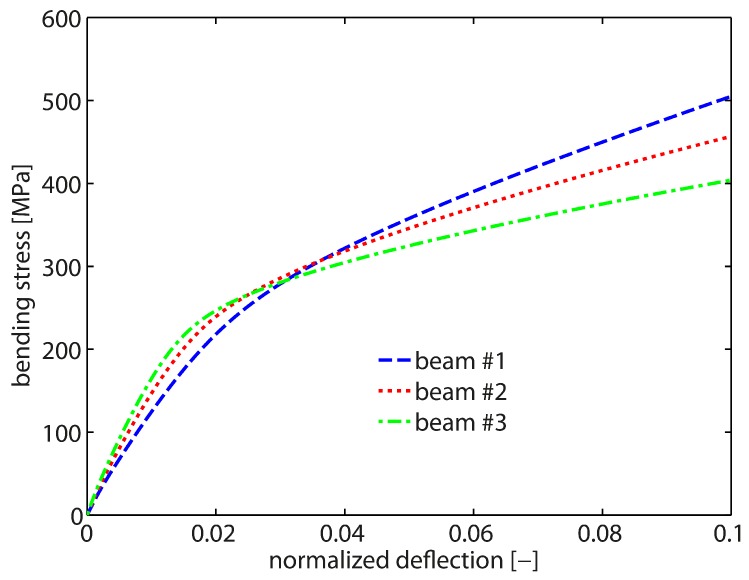 600
500
400
300
200
100
0
bending stress [MPa]
beam #1
beam #2
beam #3
0 0.02 0.04 0.06 0.08 0.1
normalized deflection [−]